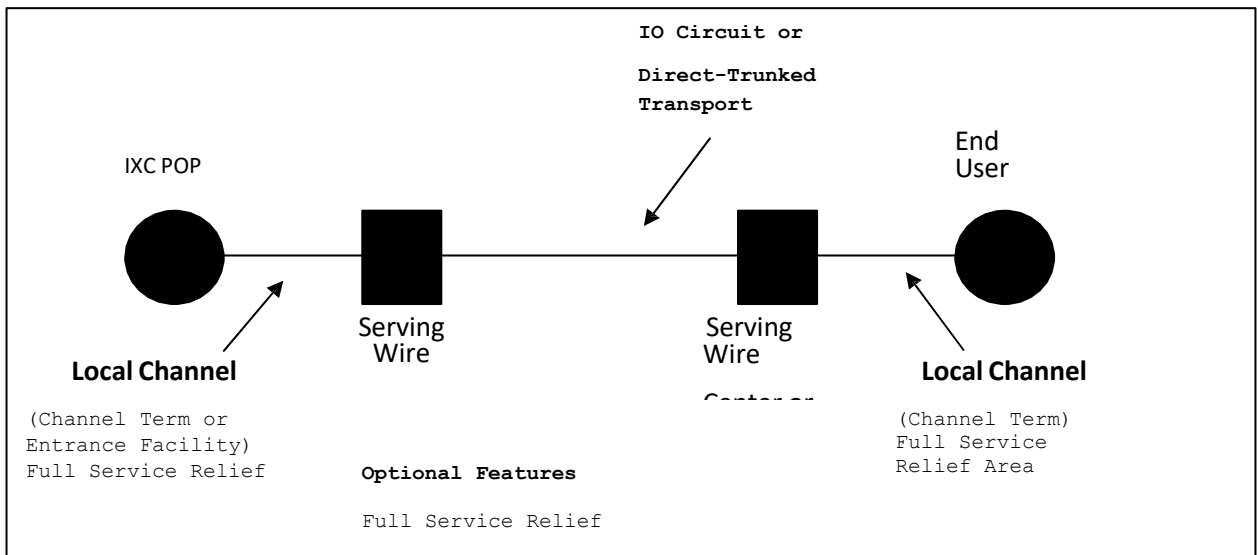 IO Circuit or
Direct-Trunked
Transport
IXC POP
End
User
Serving
Wire
Serving
Wire
Local Channel
(Channel Term or
Entrance Facility)
Full Service Relief
Local Channel
(Channel Term)
Full Service
Relief Area
Optional Features
Full Service Relief